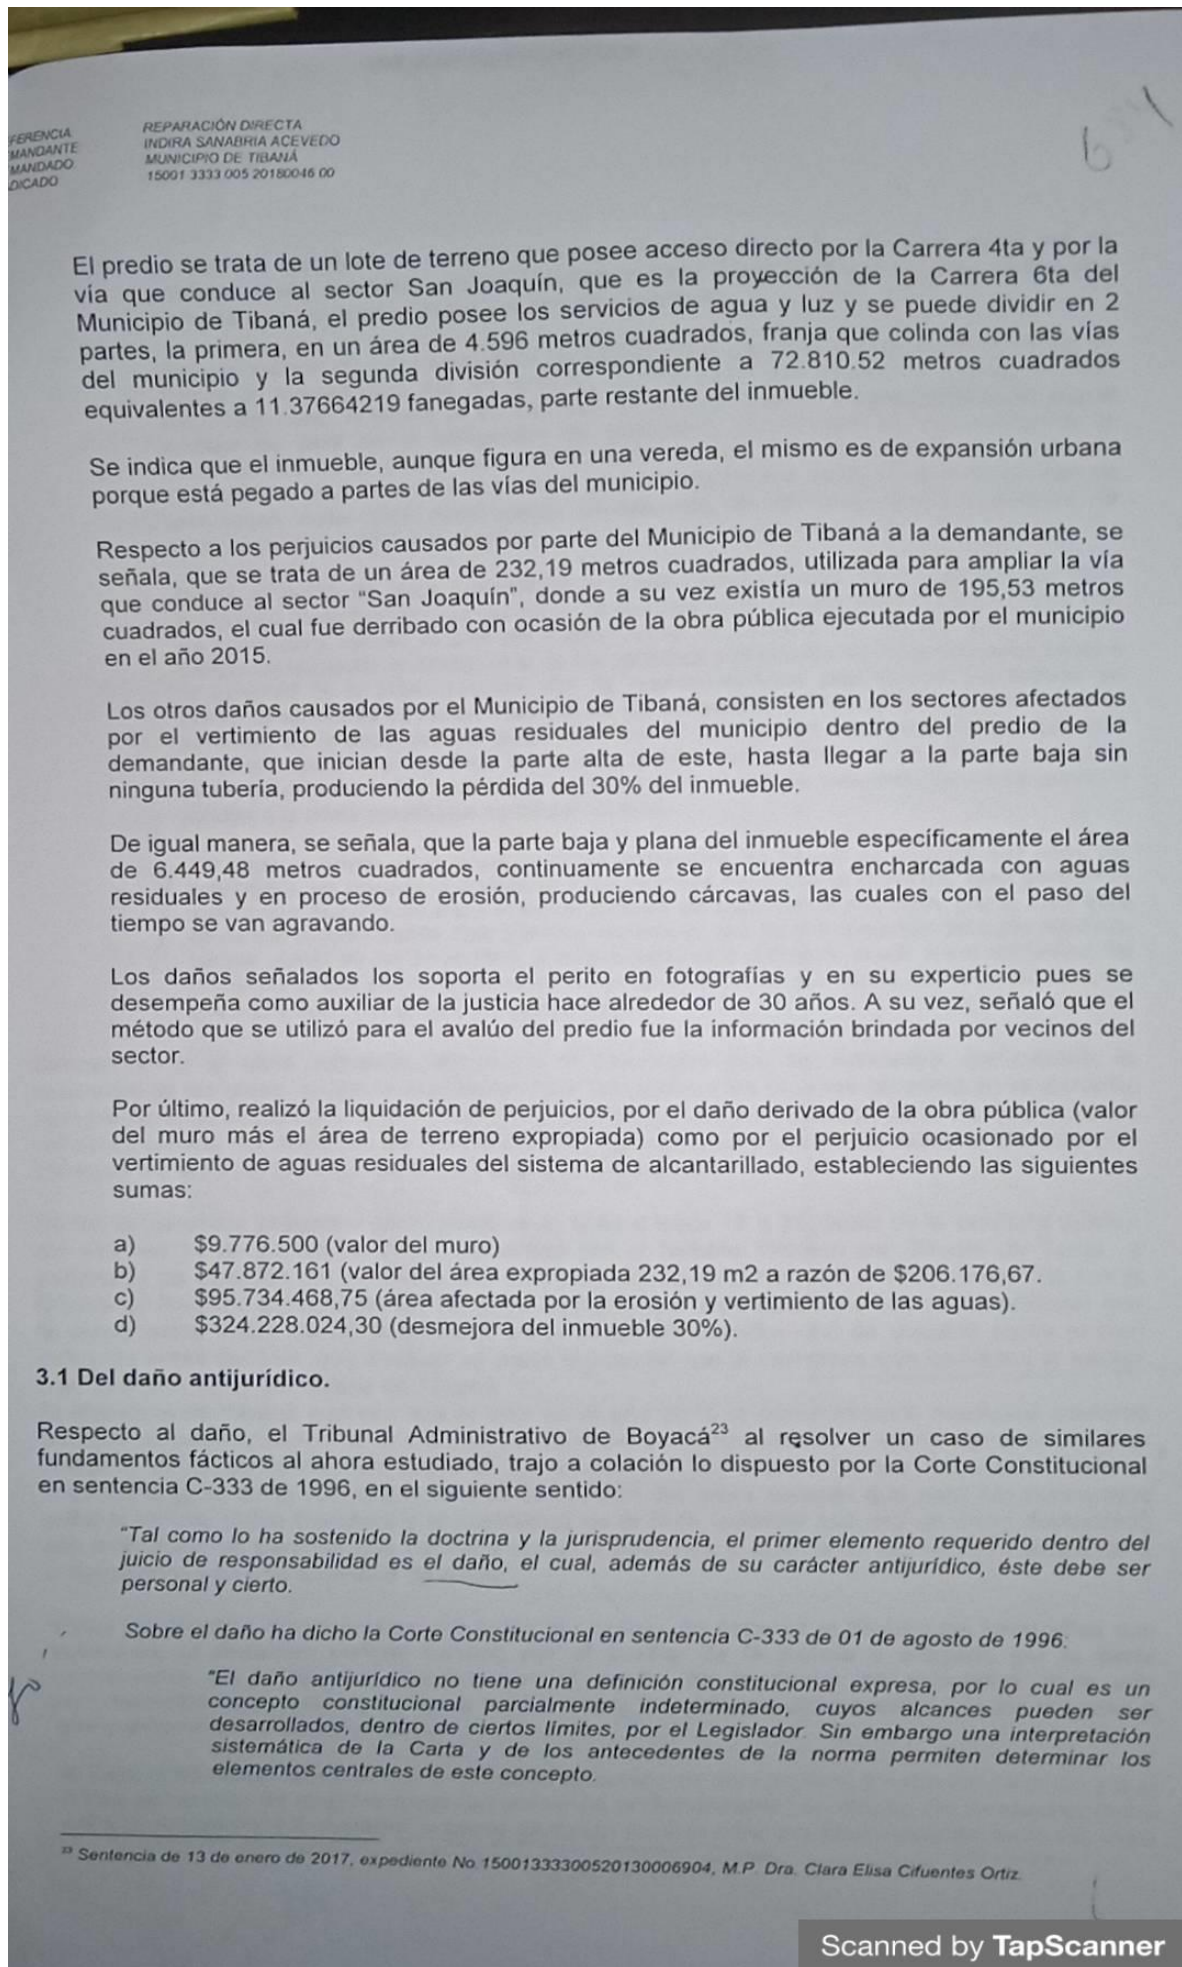 FERENCIA REPARACIÓN DIRECTA
MANDANTE INDIRA SANABRIA ACEVEDO
MANDADO MUNICIPIO DE TIBANÁ
DICADO 15001 3333 005 20180046 00
El predio se trata de un lote de terreno que posee acceso directo por la Carrera 4ta y por la
vía que conduce al sector San Joaquín, que es la proyección de la Carrera 6ta del
Municipio de Tibaná, el predio posee los servicios de agua y luz y se puede dividir en 2
partes, la primera, en un área de 4.596 metros cuadrados, franja que colinda con las vías
del municipio y la segunda división correspondiente a 72.810.52 metros cuadrados
equivalentes a 11.37664219 fanegadas, parte restante del inmueble.
Se indica que el inmueble, aunque figura en una vereda, el mismo es de expansión urbana
porque está pegado a partes de las vías del municipio.
Respecto a los perjuicios causados por parte del Municipio de Tibaná a la demandante, se
señala, que se trata de un área de 232,19 metros cuadrados, utilizada para ampliar la vía
que conduce al sector “San Joaquín”, donde a su vez existía un muro de 195,53 metros
cuadrados, el cual fue derribado con ocasión de la obra pública ejecutada por el municipio
en el año 2015.
Los otros daños causados por el Municipio de Tibaná, consisten en los sectores afectados
por el vertimiento de las aguas residuales del municipio dentro del predio de la
demandante, que inician desde la parte alta de este, hasta llegar a la parte baja sin
ninguna tubería, produciendo la pérdida del 30% del inmueble.
De igual manera, se señala, que la parte baja y plana del inmueble específicamente el área
de 6.449,48 metros cuadrados, continuamente se encuentra encharcada con aguas
residuales y en proceso de erosión, produciendo cárcavas, las cuales con el paso del
tiempo se van agravando.
Los daños señalados los soporta el perito en fotografías y en su experticio pues se
desempeña como auxiliar de la justicia hace alrededor de 30 años. A su vez, señaló que el
método que se utilizó para el avalúo del predio fue la información brindada por vecinos del
sector.
Por último, realizó la liquidación de perjuicios, por el daño derivado de la obra pública (valor
del muro más el área de terreno expropiada) como por el perjuicio ocasionado por el
vertimiento de aguas residuales del sistema de alcantarillado, estableciendo las siguientes
sumas:
a) $9.776.500 (valor del muro)
b) $47.872.161 (valor del área expropiada 232,19 m2 a razón de $206.176,67.
c) $95.734.468,75 (área afectada por la erosión y vertimiento de las aguas).
d) $324.228.024,30 (desmejora del inmueble 30%).
3.1 Del daño antijurídico.
Respecto al daño, el Tribunal Administrativo de Boyacá23 al resolver un caso de similares
fundamentos fácticos al ahora estudiado, trajo a colación lo dispuesto por la Corte Constitucional
en sentencia C-333 de 1996, en el siguiente sentido:
“Tal como lo ha sostenido la doctrina y la jurisprudencia, el primer elemento requerido dentro del
juicio de responsabilidad es el daño, el cual, además de su carácter antijurídico, éste debe ser
personal y cierto.
Sobre el daño ha dicho la Corte Constitucional en sentencia C-333 de 01 de agosto de 1996:
“El daño antijurídico no tiene una definición constitucional expresa, por lo cual es un
concepto constitucional parcialmente indeterminado, cuyos alcances pueden ser
desarrollados, dentro de ciertos límites, por el Legislador. Sin embargo una interpretación
sistemática de la Carta y de los antecedentes de la norma permiten determinar los
elementos centrales de este concepto.
23 Sentencia de 13 de enero de 2017, expediente No.15001333300520130006904, M.P. Dra. Clara Elisa Cifuentes Ortiz.
Scanned by TapScanner